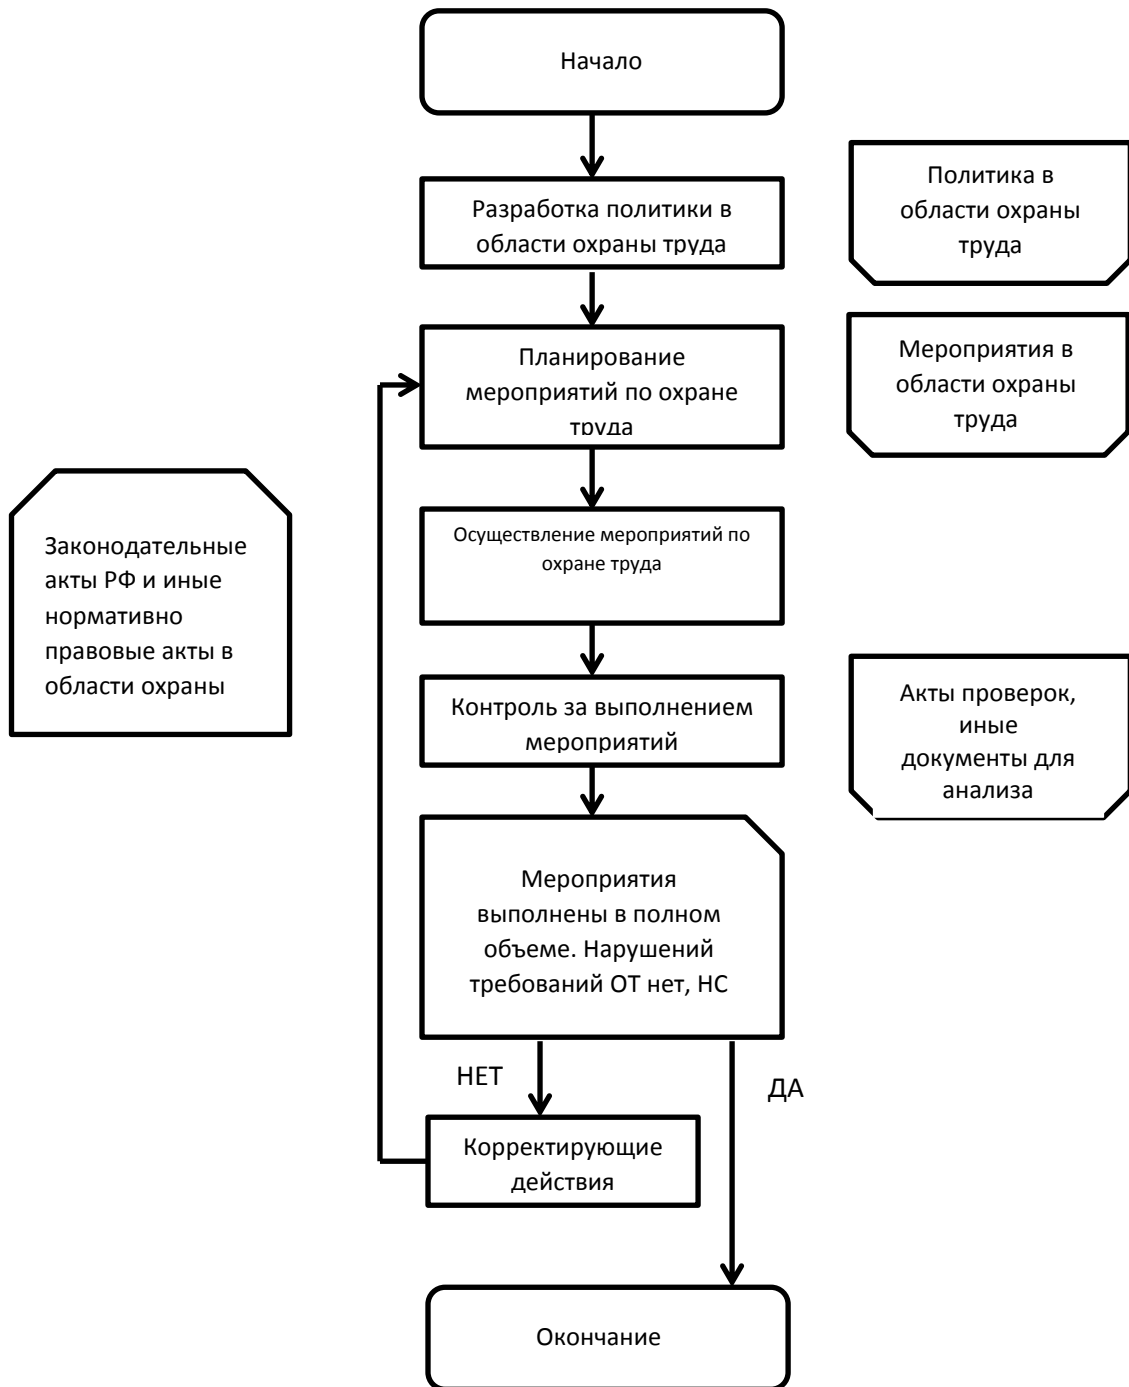 Начало
Разработка политики в
области охраны труда
Политика в
области охраны
труда
Планирование
мероприятий по охране
труда
Мероприятия в
области охраны
труда
Законодательные
акты РФ и иные
нормативно
правовые акты в
области охраны
Осуществление мероприятий по
охране труда
Контроль за выполнением
мероприятий
Акты проверок,
иные
документы для
анализа
Мероприятия
выполнены в полном
объеме. Нарушений
требований ОТ нет, НС
НЕТ
ДА
Корректирующие
действия
Окончание